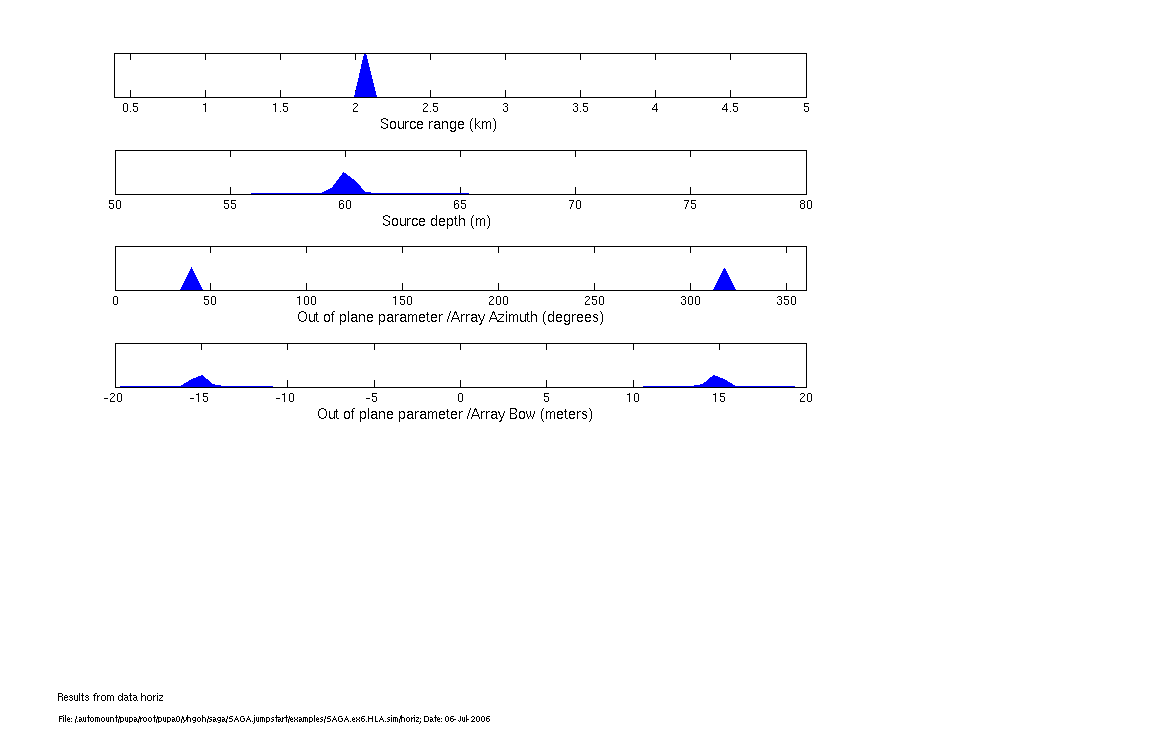 0.5 1 1.5 2 2.5 3 3.5 4 4.5 5
Source range (km)
50 55 60 65 70 75 80
Source depth (m)
0 50 100 150 200 250 300 350
Out of plane parameter /Array Azimuth (degrees)
-20 -15 -10 -5 0 5 10 15 20
Out of plane parameter /Array Bow (meters)
Results from data horiz
File: /.automount/pupa/root/pupa0/vhgoh/saga/SAGA.jumpstart/examples/SAGA.ex6.HLA.sim/horiz; Date: 06-Jul-2006